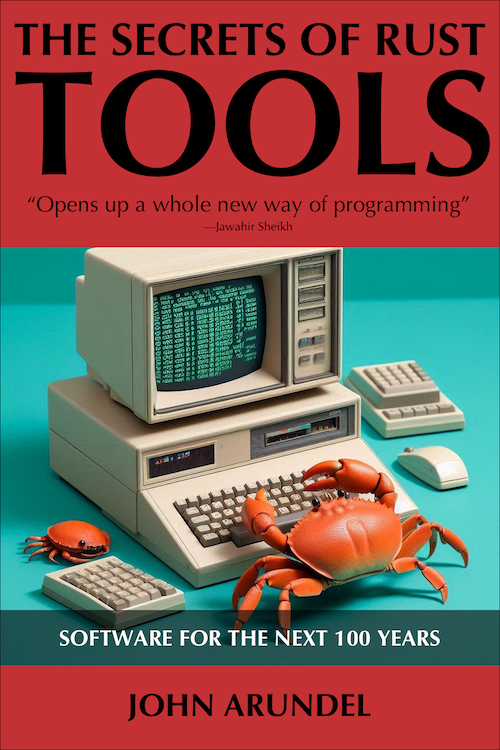 THE SECRETS OF RUST
TOOLS
“Opens up a whole new way of programming”
—Jawahir Sheikh
SOFTWARE FOR THE NEXT 100 YEARS
JOHN ARUNDEL